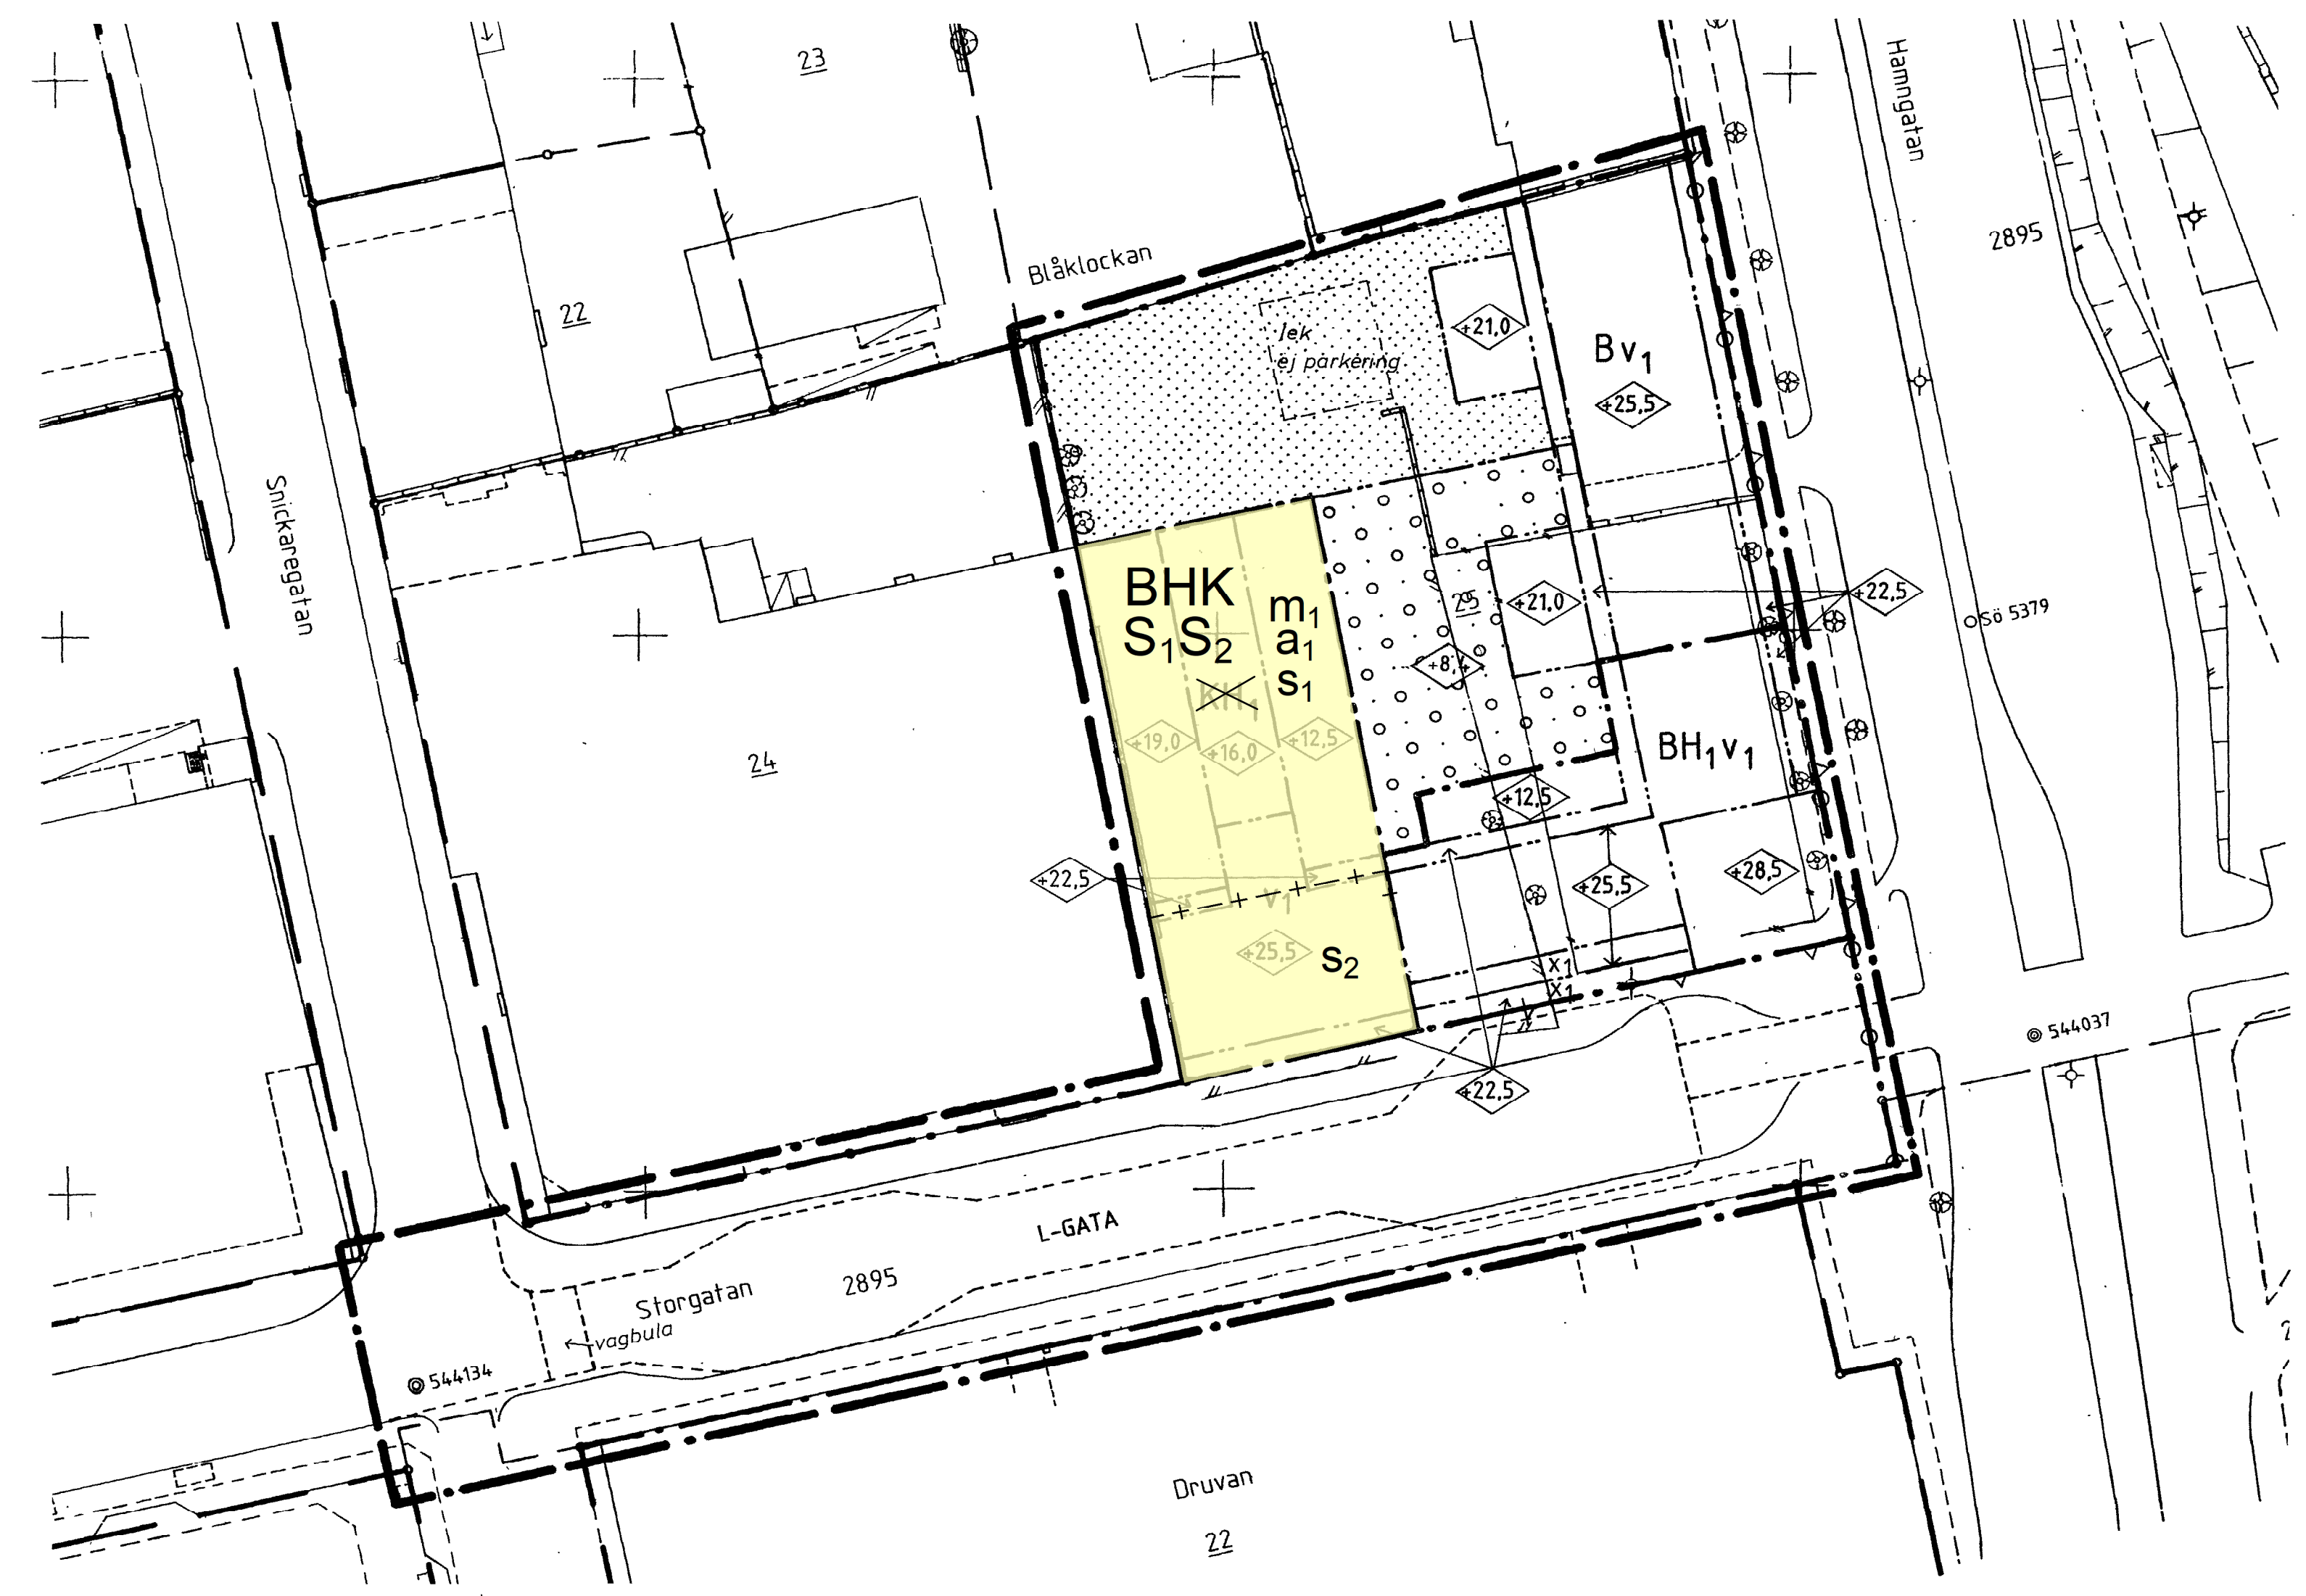 23
Hamngatan
2895
Blåklockan
22
lek
ej parkering
+21,0
Bv₁
+25,5
Snickaregatan
BHK
S₁S₂
m₁
a₁
s₁
25
+21,0
+22,5
Sö 5379
+8,4
KH₁
24
+19,0
+16,0
+12,5
BH₁v₁
+12,5
+22,5
v₁
+25,5
+28,5
+25,5
s₂
x₁
x₁
544037
+22,5
L-GATA
2895
Storgatan
vagbula
544134
Druvan
22